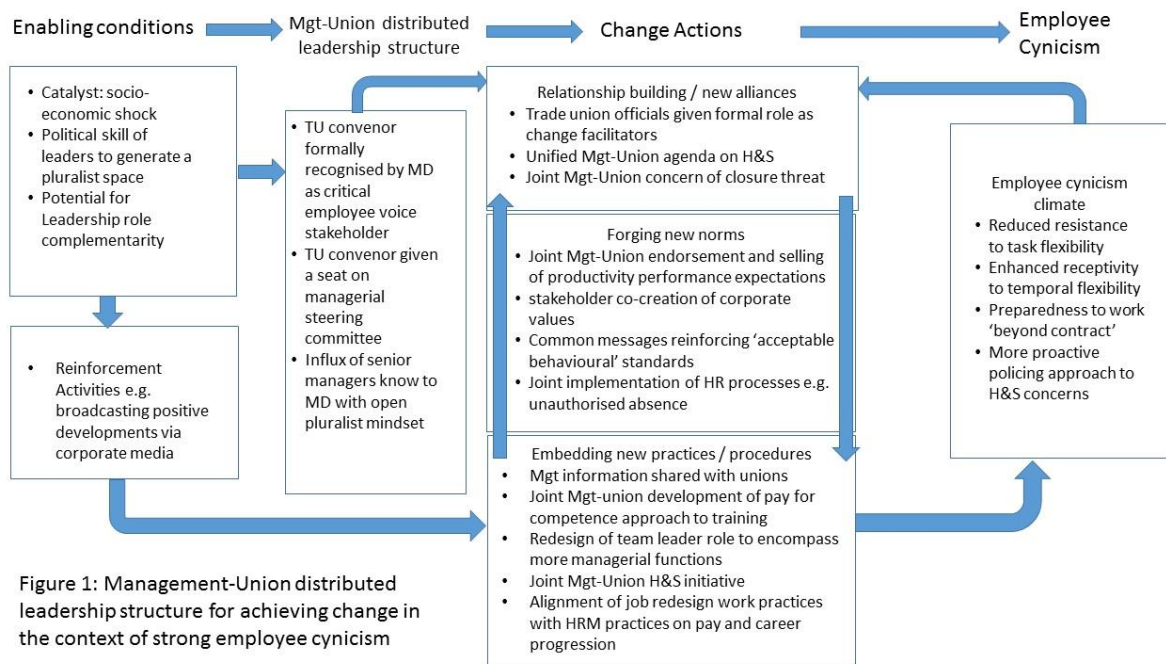 Enabling conditions
Mgt-Union distributed
leadership structure
Change Actions
Employee
Cynicism
• Catalyst: socio-
economic shock
• Political skill of
leaders to generate a
pluralist space
• Potential for
Leadership role
complementarity
• Reinforcement
Activities e.g.
broadcasting positive
developments via
corporate media
• TU convenor
formally
recognised by MD
as critical
employee voice
stakeholder
• TU convenor given
a seat on
managerial
steering
committee
• Influx of senior
managers know to
MD with open
pluralist mindset
Relationship building / new alliances
• Trade union officials given formal role as
change facilitators
• Unified Mgt-Union agenda on H&S
• Joint Mgt-Union concern of closure threat
Forging new norms
• Joint Mgt-Union endorsement and selling
of productivity performance expectations
• stakeholder co-creation of corporate
values
• Common messages reinforcing ‘acceptable
behavioural’ standards
• Joint implementation of HR processes e.g.
unauthorised absence
Embedding new practices / procedures
• Mgt information shared with unions
• Joint Mgt-union development of pay for
competence approach to training
• Redesign of team leader role to encompass
more managerial functions
• Joint Mgt-Union H&S initiative
• Alignment of job redesign work practices
with HRM practices on pay and career
progression
Employee cynicism
climate
• Reduced resistance
to task flexibility
• Enhanced receptivity
to temporal flexibility
• Preparedness to work
‘beyond contract’
• More proactive
policing approach to
H&S concerns
Figure 1: Management-Union distributed
leadership structure for achieving change in
the context of strong employee cynicism